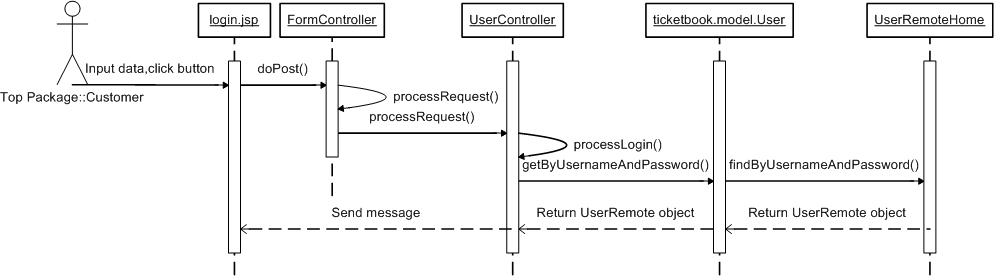 login.jsp
FormController
UserController
ticketbook.model.User
UserRemoteHome
Input data,click button
doPost()
Top Package::Customer
processRequest()
processRequest()
processLogin()
getByUsernameAndPassword()
findByUsernameAndPassword()
Send message
Return UserRemote object
Return UserRemote object